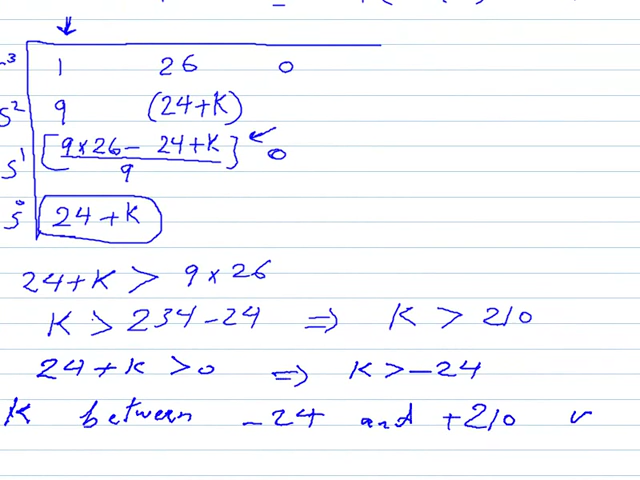 s³ 1 26 0
s² 9 (24+K)
s¹ [9×26 - 24+K / 9] 0
s⁰ 24+K
24+K > 9×26
K > 234-24 ⇒ K > 210
24+K >0 ⇒ K>-24
K between -24 and +210